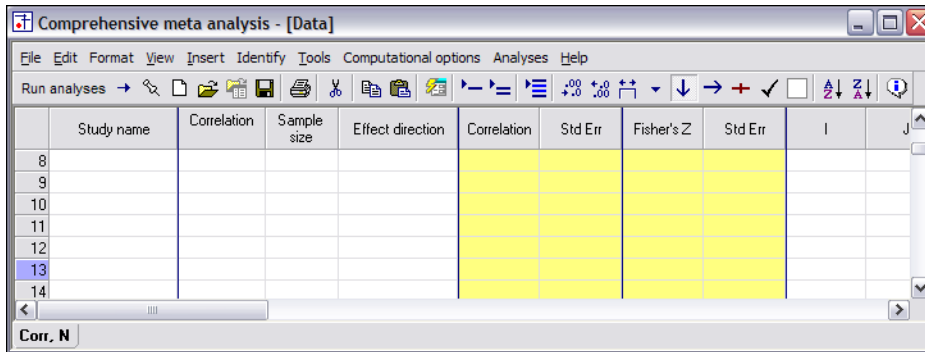 Comprehensive meta analysis - [Data]
File Edit Format View Insert Identify Tools Computational options Analyses Help
Run analyses
Study name Correlation Sample size Effect direction Correlation Std Err Fisher's Z Std Err I J
8
9
10
11
12
13
14
Corr, N